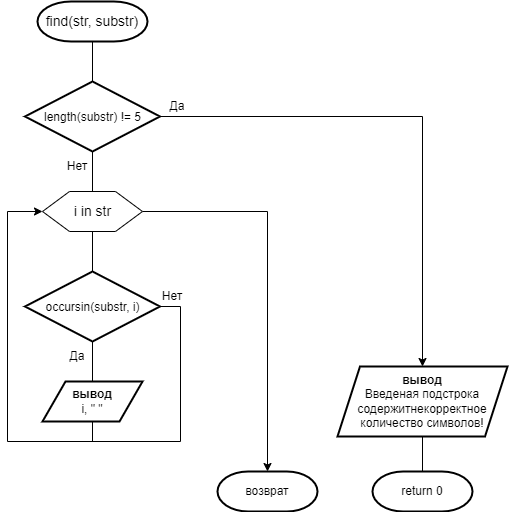 find(str, substr)
length(substr) != 5
Да
Нет
i in str
occursin(substr, i)
Нет
Да
вывод
i, " "
вывод
Введеная подстрока
содержитнекорректное
количество символов!
возврат
return 0